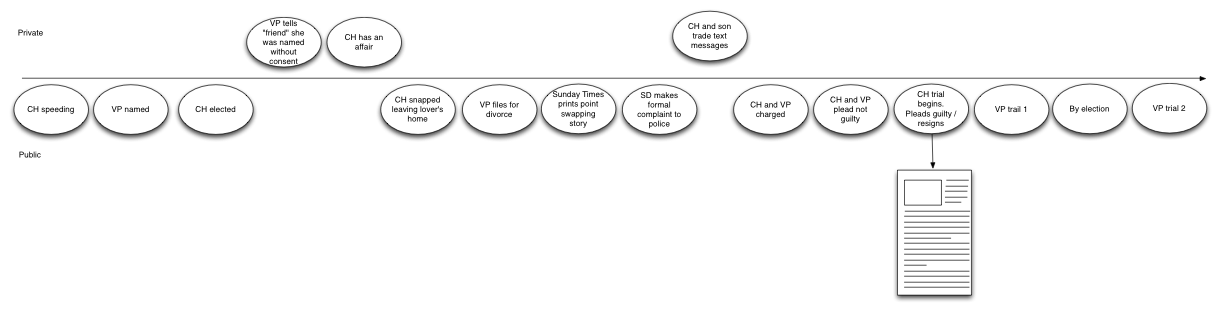 Private
VP tells
"friend" she
was named
without
consent
CH has an
affair
CH and son
trade text
messages
CH speeding
VP named
CH elected
CH snapped
leaving lover's
home
VP files for
divorce
Sunday Times
prints point
swapping
story
SD makes
formal
complaint to
police
CH and VP
charged
CH and VP
plead not
guilty
CH trial
begins.
Pleads guilty /
resigns
VP trail 1
By election
VP trial 2
Public